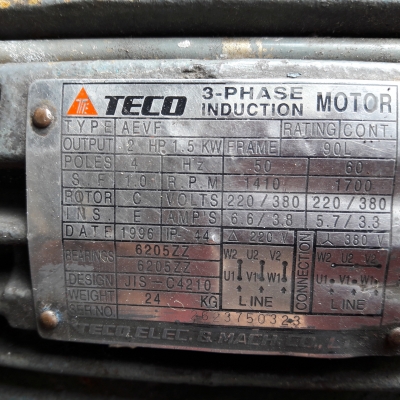 TECO 3-PHASE INDUCTION MOTOR
TYPE AEVF RATING CONT.
OUTPUT 2 HP 1.5 KW FRAME 90L
POLES 4 Hz 50 60
S.F. 1.0 R.P.M 1410 1700
ROTOR C VOLTS 220/380 220/380
INS. E AMP'S 6.6/3.8 5.7/3.3
DATE 1996 IP 44 △ 220 V 人 380 V
BEARINGS 6205ZZ W2 U2 V2 W2 U2 V2
6205ZZ U1 V1 W1 U1 V1 W1
DESIGN JIS-C4210 CONNECTION
WEIGHT 24 KG LINE LINE
SER NO 623750323
TECO ELEC. & MACH. CO.,